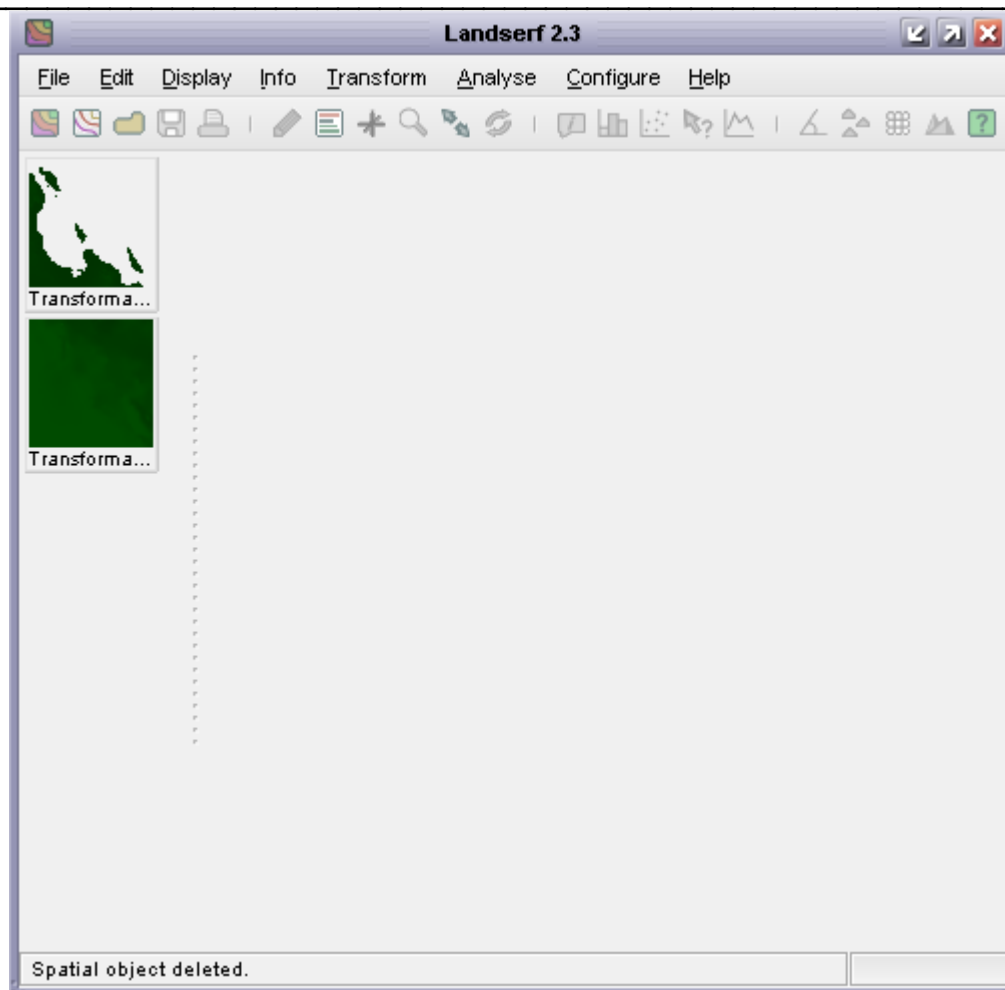 Landserf 2.3
File Edit Display Info Transform Analyse Configure Help
Transforma...
Transforma...
Spatial object deleted.